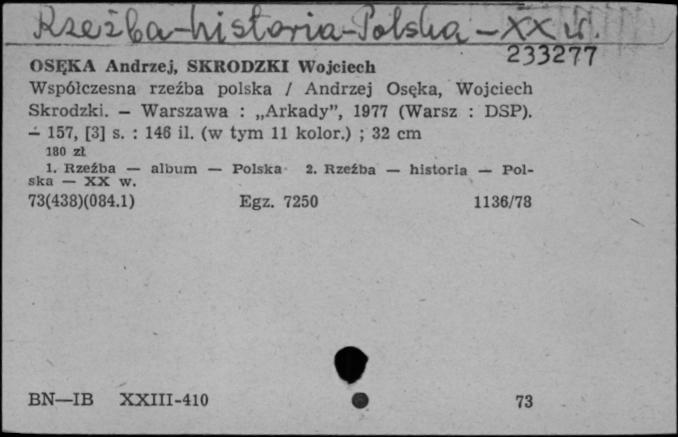 Rzeźba-historia-Polska-XX w.
233277
OSĘKA Andrzej, SKRODZKI Wojciech
Współczesna rzeźba polska / Andrzej Osęka, Wojciech
Skrodzki. — Warszawa : „Arkady”, 1977 (Warsz : DSP).
— 157, [3] s. : 146 il. (w tym 11 kolor.) ; 32 cm
180 zł
1. Rzeźba — album — Polska 2. Rzeźba — historia — Pol-
ska — XX w.
73(438)(084.1) Egz. 7250 1136/78
BN—IB XXIII-410 73